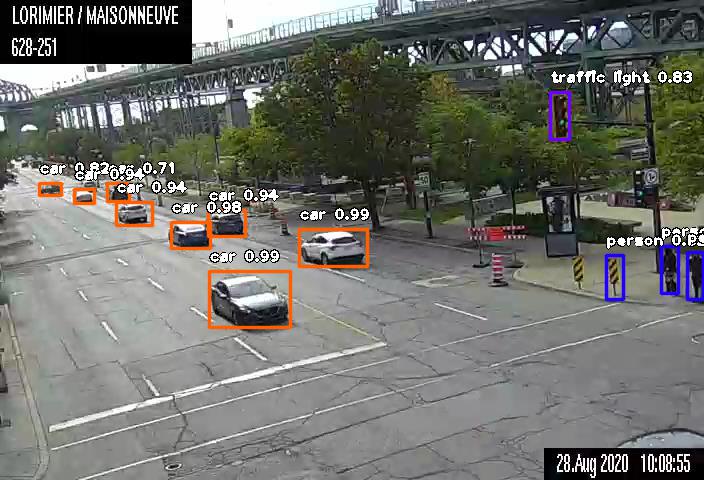 LORIMIER / MAISONNEUVE
628-251
traffic light 0.83
car 0.82
0.71
car 0.94
car 0.94
car 0.94
car 0.98
car 0.99
person 0.
car 0.99
28.Aug 2020 10:08:55